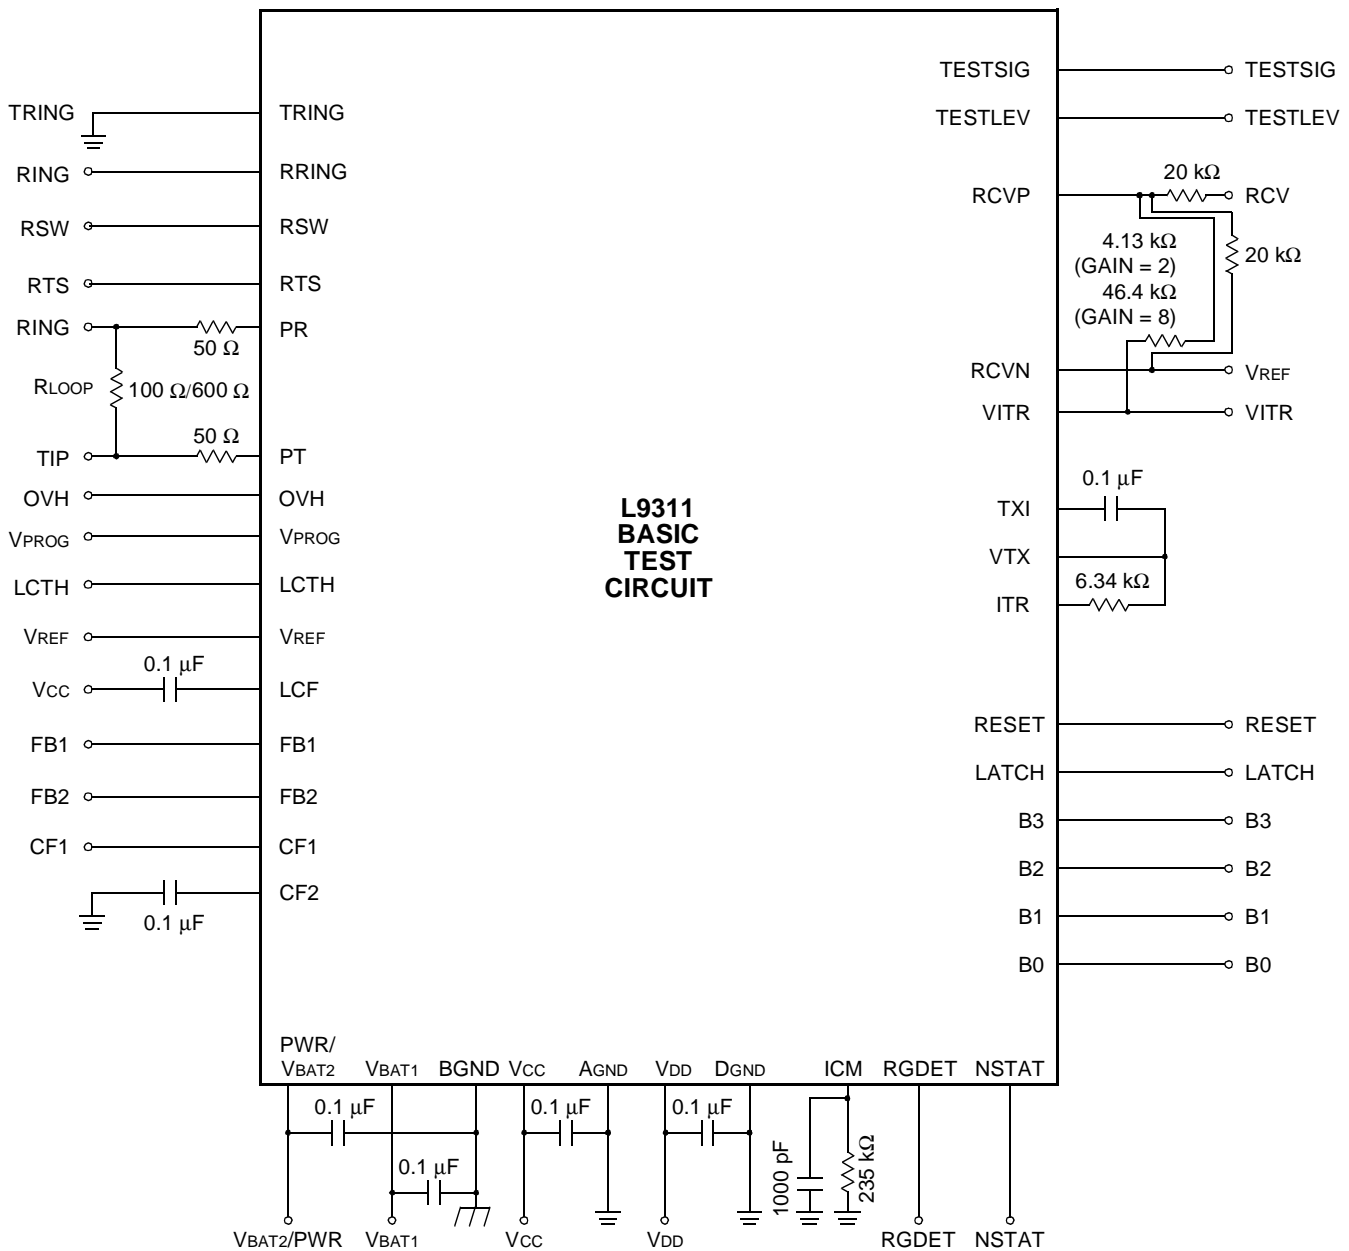 TESTSIG TESTSIG
TRING TRING TESTLEV TESTLEV
RING RRING 20 kΩ
RCVP RCV
RSW RSW
4.13 kΩ
(GAIN = 2) 20 kΩ
RTS RTS 46.4 kΩ
(GAIN = 8)
RING PR
50 Ω
RLOOP 100 Ω/600 Ω RCVN VREF
VITR VITR
50 Ω
TIP PT
0.1 µF
OVH OVH L9311 TXI
BASIC
VPROG VPROG TEST VTX
CIRCUIT
LCTH LCTH 6.34 kΩ
ITR
VREF VREF
0.1 µF
VCC LCF
RESET RESET
FB1 FB1
LATCH LATCH
FB2 FB2
B3 B3
CF1 CF1
B2 B2
CF2
0.1 µF
B1 B1
B0 B0
PWR/
VBAT2 VBAT1 BGND VCC AGND VDD DGND ICM RGDET NSTAT
0.1 µF 0.1 µF 0.1 µF
0.1 µF 1000 pF 235 kΩ
VBAT2/PWR VBAT1 VCC VDD RGDET NSTAT